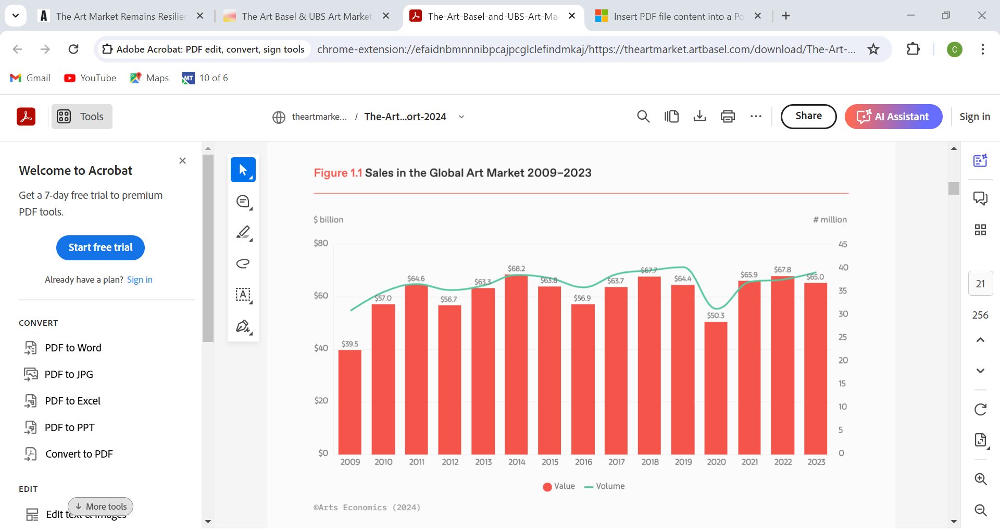 The Art Market Remains Resilier
The Art Basel & UBS Art Market
The-Art-Basel-and-UBS-Art-Ma
Insert PDF file content into a Po
Adobe Acrobat: PDF edit, convert, sign tools
chrome-extension://efaidnbmnnnibpcajpcglclefindmkaj/https://theartmarket.artbasel.com/download/The-Art-...
C
Gmail
YouTube
Maps
MT
10 of 6
Tools
theartmarke... / The-Art...ort-2024
Share
AI Assistant
Sign in
Welcome to Acrobat
Get a 7-day free trial to premium
PDF tools.
Start free trial
Already have a plan? Sign in
CONVERT
PDF to Word
PDF to JPG
PDF to Excel
PDF to PPT
Convert to PDF
EDIT
More tools
Figure 1.1 Sales in the Global Art Market 2009–2023
$ billion
# million
$80
$60
$40
$20
$0
45
40
35
30
25
20
15
10
5
0
$39.5
$57.0
$64.6
$56.7
$63.3
$68.2
$63.8
$56.9
$63.7
$67.7
$64.4
$50.3
$65.9
$67.8
$65.0
2009 2010 2011 2012 2013 2014 2015 2016 2017 2018 2019 2020 2021 2022 2023
Value
Volume
©Arts Economics (2024)
21
256